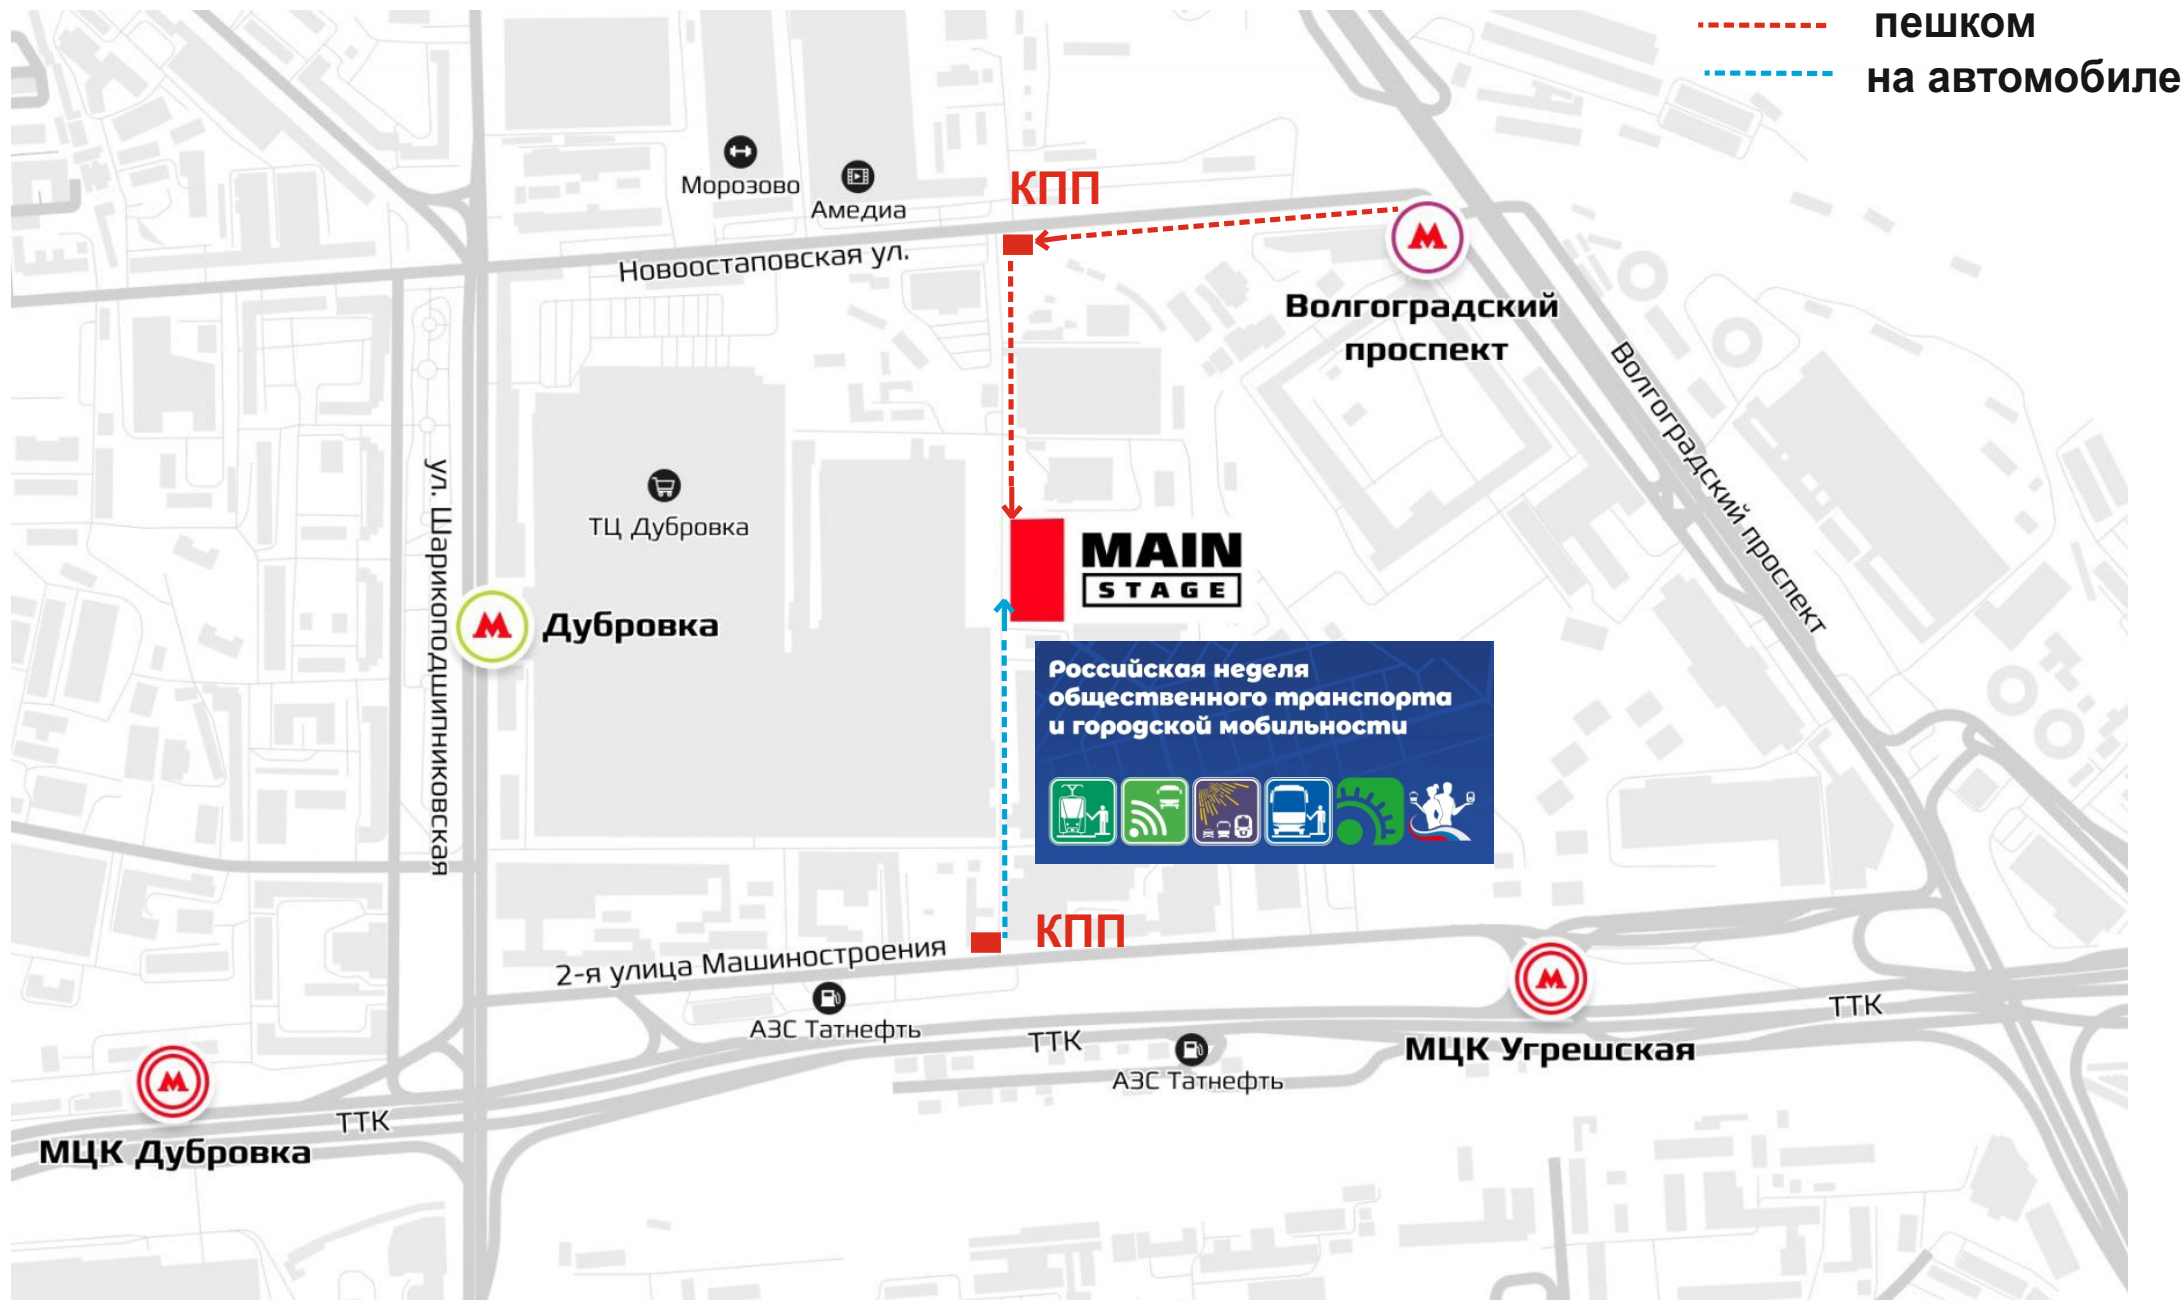 пешком
на автомобиле
Морозово
Амедиа
КПП
Новоостаповская ул.
Волгоградский
проспект
Волгоградский проспект
ул. Шарикоподшипниковская
ТЦ Дубровка
MAIN
STAGE
Дубровка
Российская неделя
общественного транспорта
и городской мобильности
КПП
2-я улица Машиностроения
АЗС Татнефть
ТТК
АЗС Татнефть
МЦК Угрешская
ТТК
ТТК
МЦК Дубровка